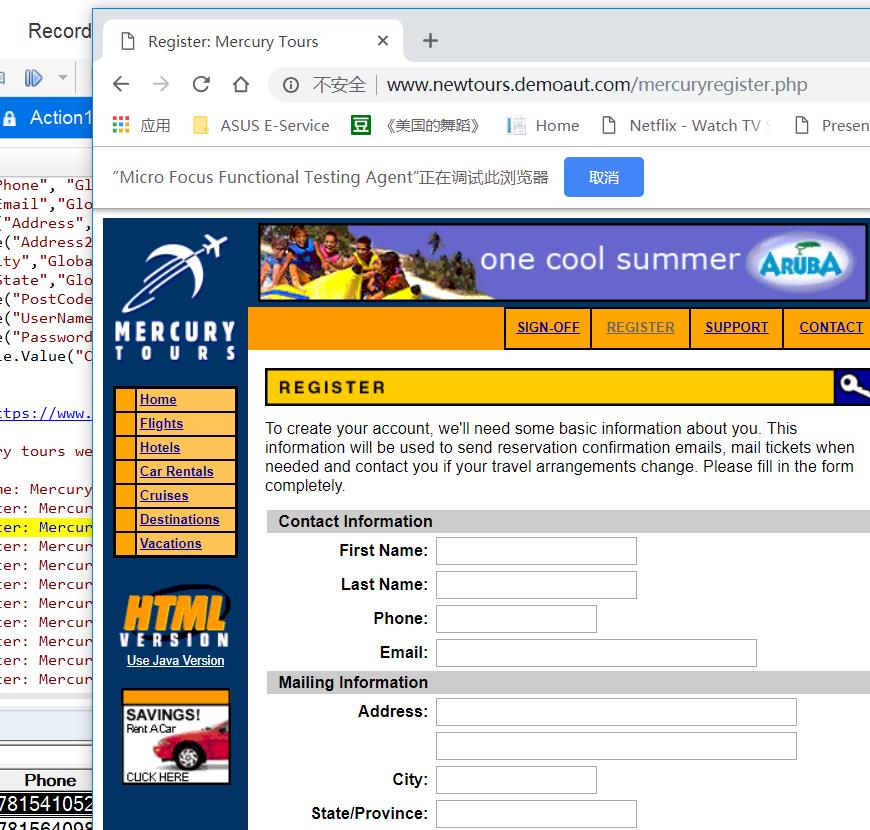 Record
Register: Mercury Tours
不安全 www.newtours.demoaut.com/mercuryregister.php
Action1
应用 ASUS E-Service 《美国的舞蹈》 Home Netflix - Watch TV Presen
"Micro Focus Functional Testing Agent"正在调试此浏览器 取消
Phone", "Gl
Email","Glo
("Address",
e("Address2
ity","Globa
State","Glo
e("PostCode
e("UserName
e("Password
le.Value("C
ttps://www.
ry tours we
me: Mercury
ter: Mercur
ter: Mercur
ter: Mercur
ter: Mercur
ter: Mercur
ter: Mercur
ter: Mercur
ter: Mercur
ter: Mercur
ter: Mercur
Phone
781541052
781564098
MERCURY
TOURS
one cool summer ARUBA
SIGN-OFF REGISTER SUPPORT CONTACT
Home
Flights
Hotels
Car Rentals
Cruises
Destinations
Vacations
HTML
VERSION
Use Java Version
SAVINGS!
Rent A Car
CLICK HERE
REGISTER
To create your account, we'll need some basic information about you. This
information will be used to send reservation confirmation emails, mail tickets when
needed and contact you if your travel arrangements change. Please fill in the form
completely.
Contact Information
First Name:
Last Name:
Phone:
Email:
Mailing Information
Address:
City:
State/Province: